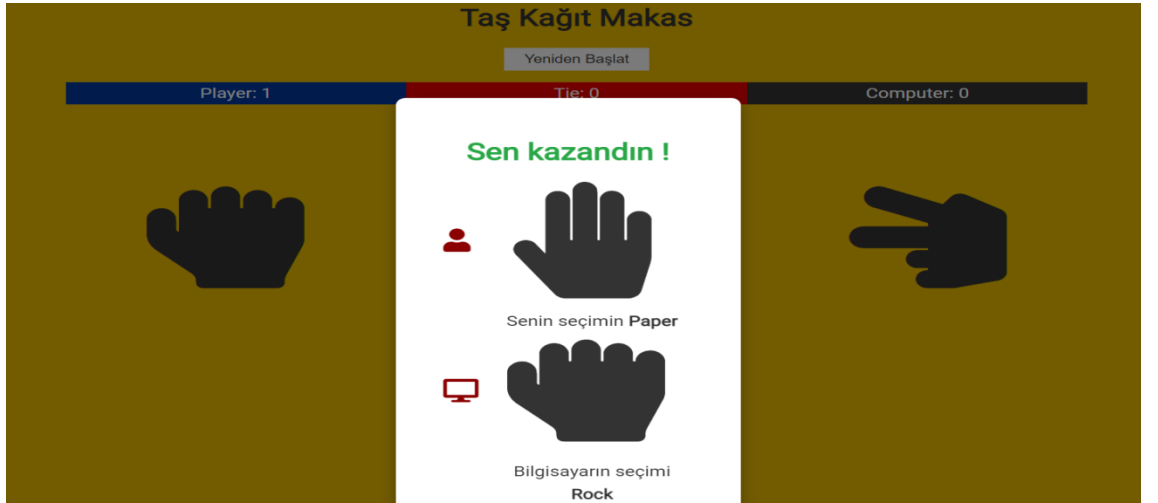 Taş Kağıt Makas
Yeniden Başlat
Player: 1
Tie: 0
Computer: 0
Sen kazandın !
Senin seçimin Paper
Bilgisayarın seçimi
Rock